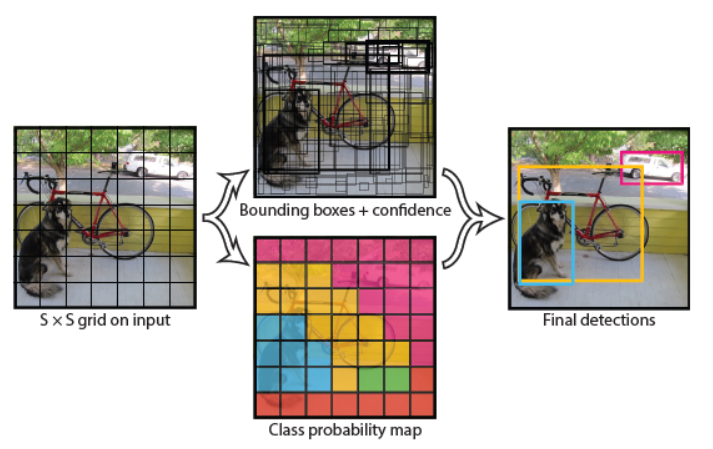 Bounding boxes + confidence
S × S grid on input
Final detections
Class probability map